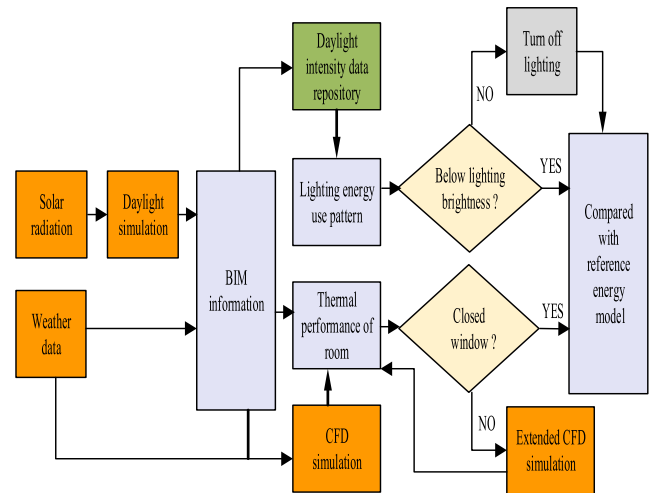 Daylight
intensity data
repository
Turn off
lighting
NO
Solar
radiation
Daylight
simulation
BIM
information
Lighting energy
use pattern
Below lighting
brightness ?
YES
Compared
with
reference
energy
model
Weather
data
Thermal
performance of
room
Closed
window ?
YES
NO
CFD
simulation
Extended CFD
simulation